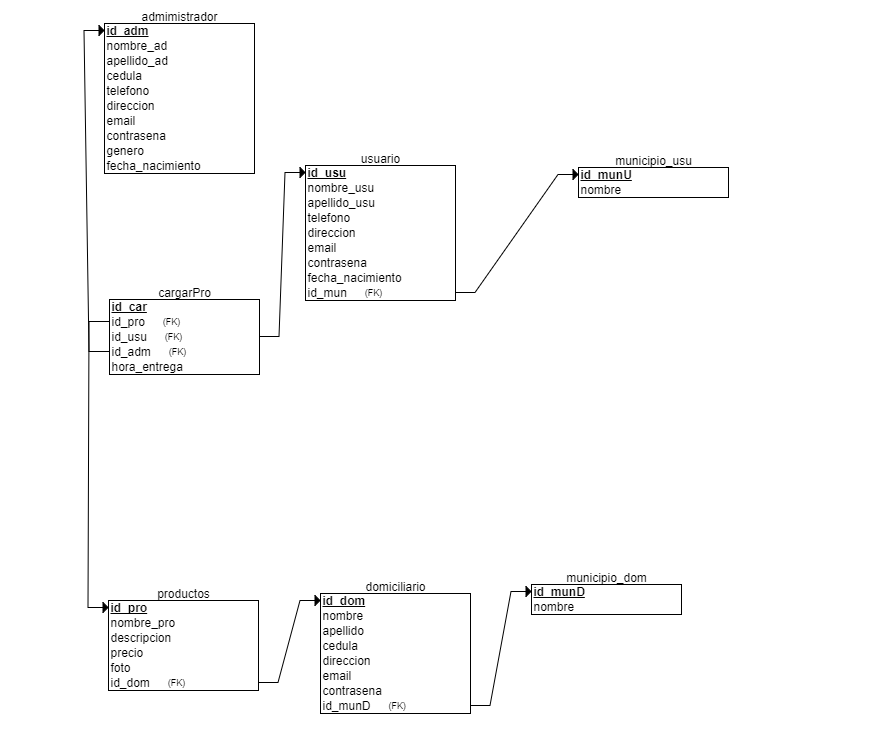 admimistrador
id_adm
nombre_ad
apellido_ad
cedula
telefono
direccion
email
contrasena
genero
fecha_nacimiento
usuario
id_usu
nombre_usu
apellido_usu
telefono
direccion
email
contrasena
fecha_nacimiento
id_mun (FK)
municipio_usu
id_munU
nombre
cargarPro
id_car
id_pro (FK)
id_usu (FK)
id_adm (FK)
hora_entrega
productos
id_pro
nombre_pro
descripcion
precio
foto
id_dom (FK)
domiciliario
id_dom
nombre
apellido
cedula
direccion
email
contrasena
id_munD (FK)
municipio_dom
id_munD
nombre